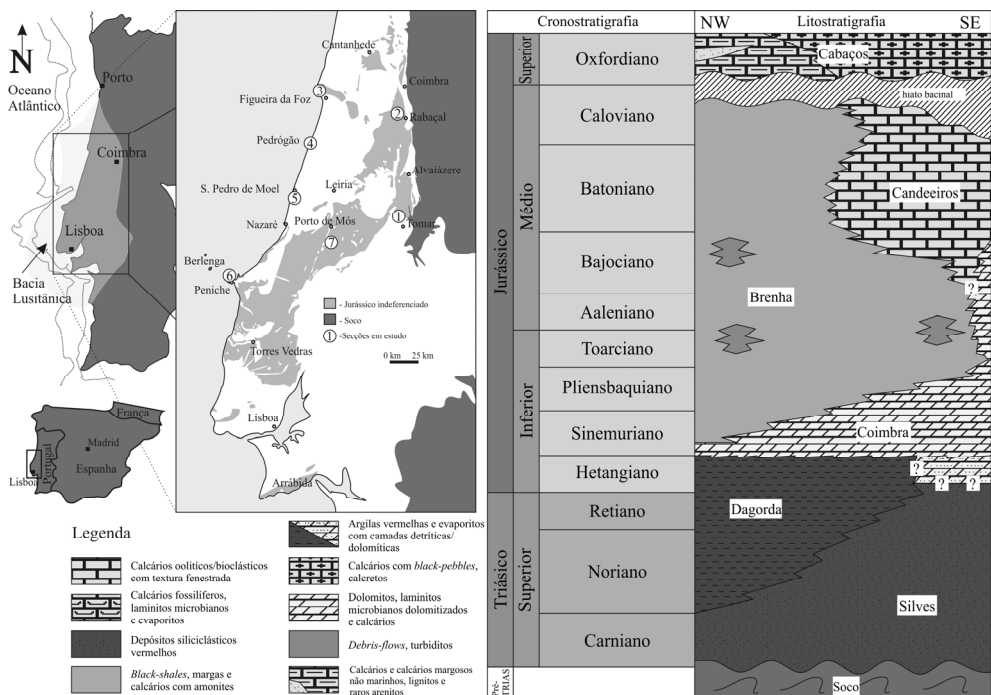 N
Oceano
Atlântico
Porto
Coimbra
Lisboa
Bacia
Lusitânica
França
Madrid
Portugal
Espanha
Lisboa
Cantanhede
Coimbra
3
Figueira da Foz
2
Rabaçal
Pedrógão
4
Alvaiázere
S. Pedro de Moel
5
Leiria
1
Tomar
Nazaré
Porto de Mós
7
Berlenga
6
Peniche
- Jurássico indeferenciado
- Soco
1 -Secções em estudo
0 km 25 km
Torres Vedras
Lisboa
Arrábida
Legenda
Calcários oolíticos/bioclásticos
com textura fenestrada
Calcários fossilíferos,
laminitos microbianos
e evaporitos
Depósitos siliciclásticos
vermelhos
Black-shales, margas e
calcários com amonites
Argilas vermelhas e evaporitos
com camadas detríticas/
dolomíticas
Calcários com black-pebbles,
calcretos
Dolomitos, laminitos
microbianos dolomitizados
e calcários
Debris-flows, turbiditos
Calcários e calcários margosos
não marinhos, lignitos e
raros arenitos
Cronostratigrafia
NW Litostratigrafia SE
Jurássico
Superior
Oxfordiano
Médio
Caloviano
Batoniano
Bajociano
Aaleniano
Inferior
Toarciano
Pliensbaquiano
Sinemuriano
Hetangiano
Triásico
Superior
Retiano
Noriano
Carniano
Pré-
TRIAS
Cabaços
hiato bacinal
Candeeiros
?
Brenha
Coimbra
?
? ?
Dagorda
Silves
Soco